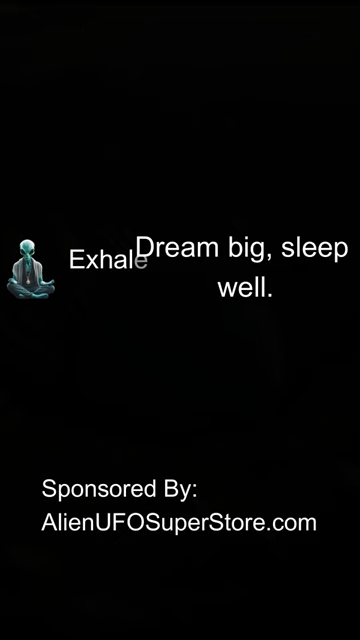 Exhale
Dream big, sleep
well.
Sponsored By:
AlienUFOSuperStore.com